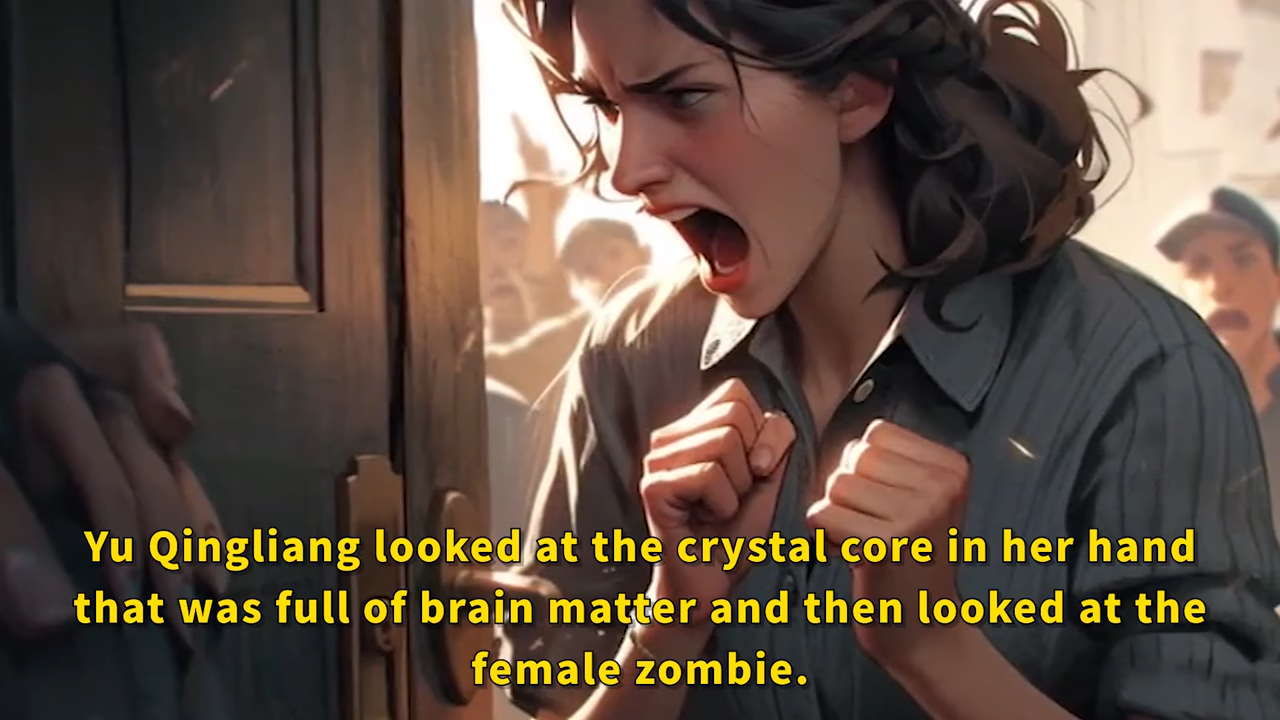 Yu Qingliang looked at the crystal core in her hand
that was full of brain matter and then looked at the
female zombie.